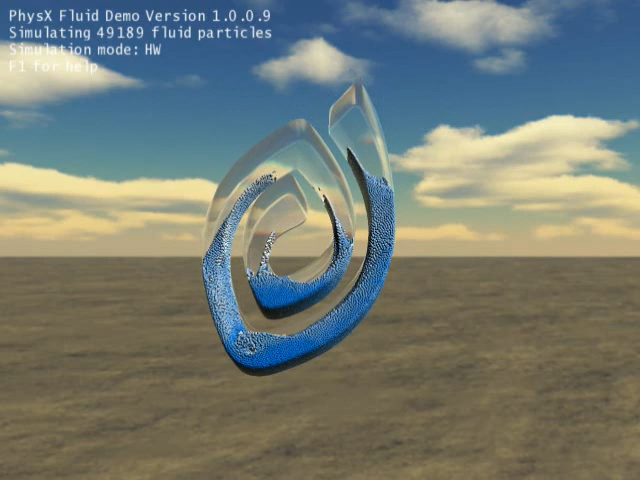 PhysX Fluid Demo Version 1.0.0.9
Simulating 49189 fluid particles
Simulation mode: HW
F1 for help